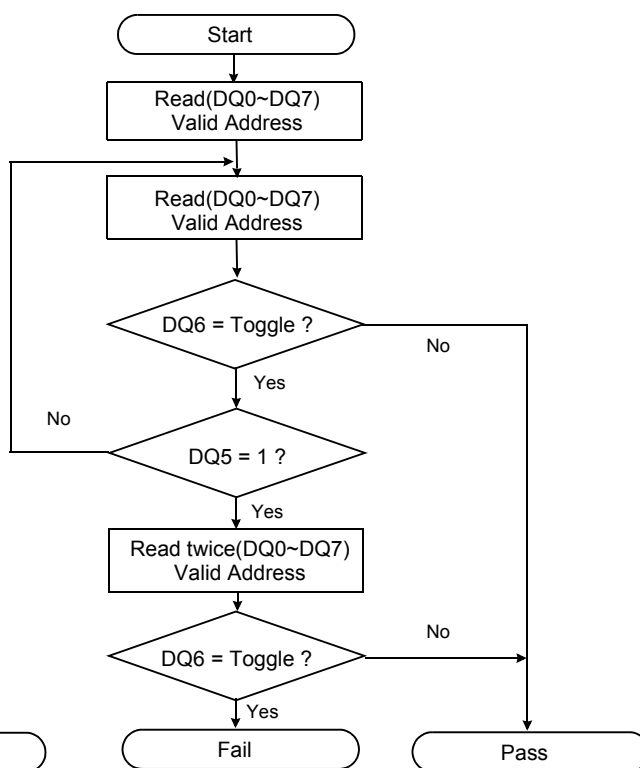 Start
Read(DQ0~DQ7)
Valid Address
Read(DQ0~DQ7)
Valid Address
DQ6 = Toggle ?
No
Yes
No
DQ5 = 1 ?
Yes
Read twice(DQ0~DQ7)
Valid Address
No
DQ6 = Toggle ?
Yes
Fail
Pass